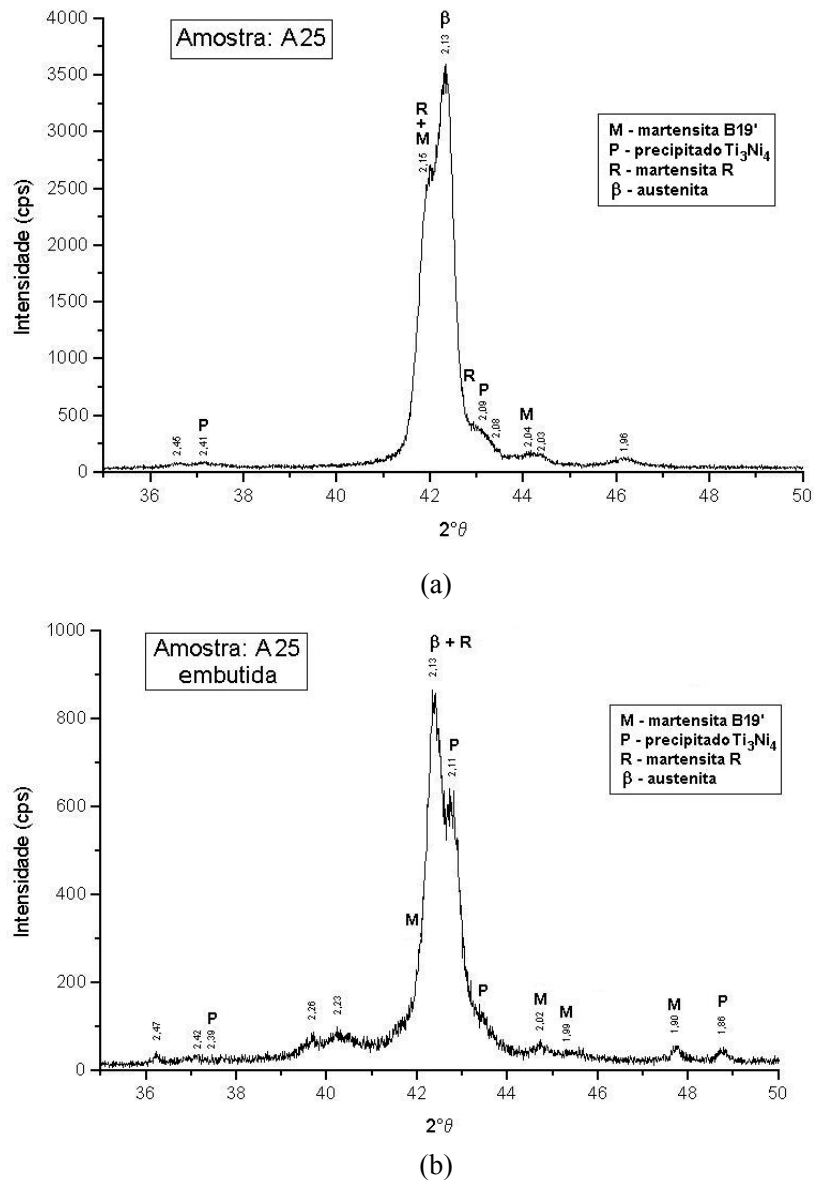 4000
3500
3000
2500
2000
1500
1000
500
0
Intensidade (cps)
Amostra: A25
β
2,13
R
+
M
2,15
M - martensita B19'
P - precipitado Ti₃Ni₄
R - martensita R
β - austenita
2,45
P
2,41
R
P
2,09
2,08
M
2,04
2,03
1,96
36 38 40 42 44 46 48 50
2°θ
(a)
1000
800
600
400
200
0
Intensidade (cps)
Amostra: A25
embutida
β + R
2,13
P
2,11
M - martensita B19'
P - precipitado Ti₃Ni₄
R - martensita R
β - austenita
M
2,47
2,42
P
2,39
2,26
2,23
P
M
2,02
M
1,99
M
1,90
P
1,86
36 38 40 42 44 46 48 50
2°θ
(b)